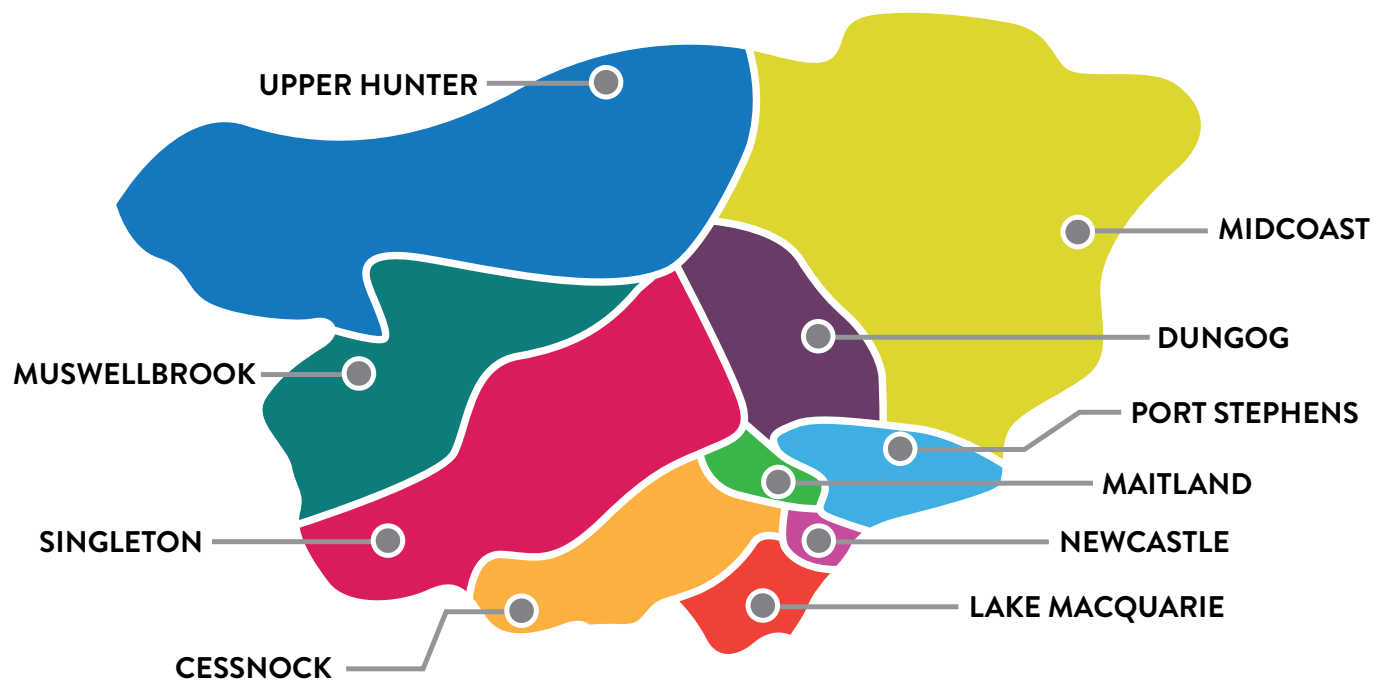 UPPER HUNTER
MIDCOAST
DUNGOG
MUSWELLBROOK
PORT STEPHENS
MAITLAND
SINGLETON
NEWCASTLE
LAKE MACQUARIE
CESSNOCK